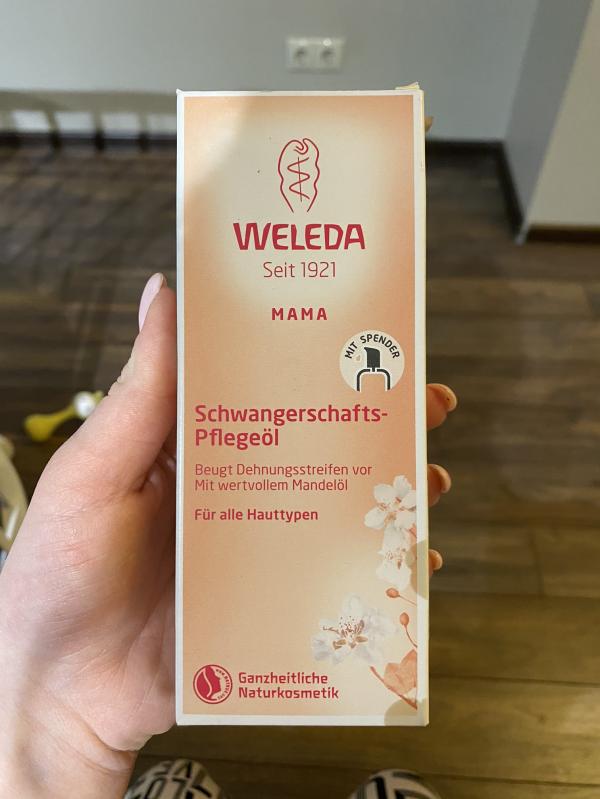 WELEDA
Seit 1921
MAMA
MIT SPENDER
Schwangerschafts-
Pflegeöl
Beugt Dehnungsstreifen vor
Mit wertvollem Mandelöl
Für alle Hauttypen
Ganzheitliche
Naturkosmetik